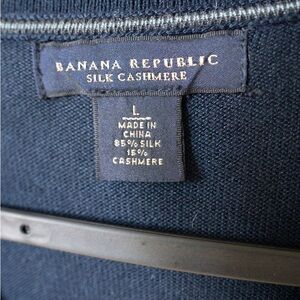 BANANA REPUBLIC
SILK CASHMERE
L
MADE IN
CHINA
85% SILK
15%
CASHMERE